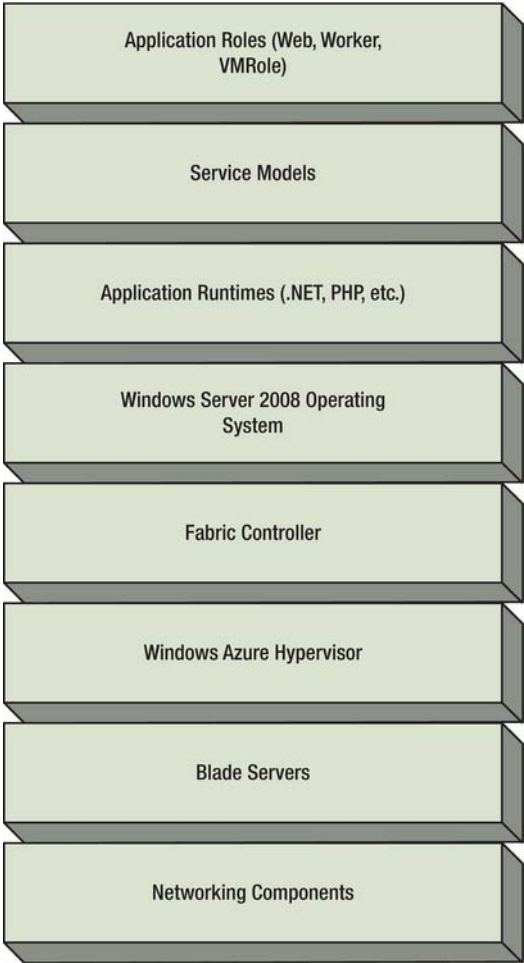 Application Roles (Web, Worker,
VMRole)
Service Models
Application Runtimes (.NET, PHP, etc.)
Windows Server 2008 Operating
System
Fabric Controller
Windows Azure Hypervisor
Blade Servers
Networking Components